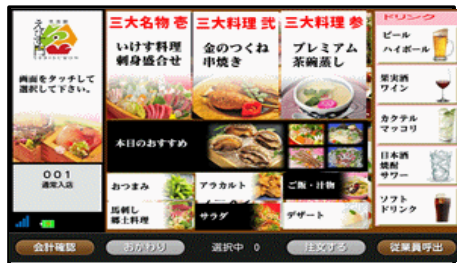 画面をタッチして
選択して下さい。
001
通常入店
三大名物 壱
いけす料理
刺身盛合せ
三大料理 弐
金のつくね
串焼き
三大料理 参
プレミアム
茶碗蒸し
本日のおすすめ
おつまみ
アラカルト
ご飯・汁物
馬刺し
郷土料理
サラダ
デザート
ドリンク
ビール
ハイボール
果実酒
ワイン
カクテル
マッコリ
日本酒
焼酎
サワー
ソフト
ドリンク
会計確認
おかわり
選択中 0
注文する
従業員呼出